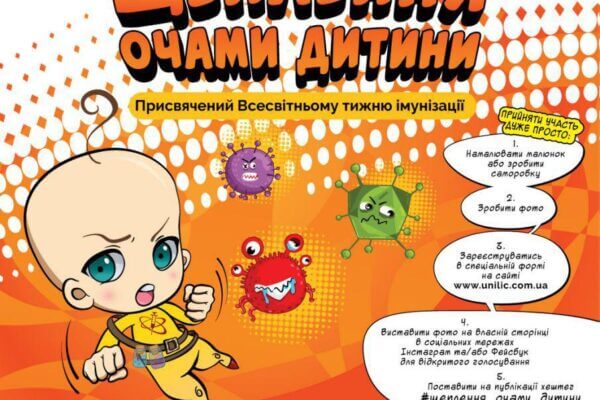 ЩЕПЛЕННЯ
ОЧАМИ ДИТИНИ
Присвячений Всесвітньому тижню імунізації
ПРИЙНЯТИ УЧАСТЬ
ДУЖЕ ПРОСТО:
1.
Намалювати малюнок
або зробити
саморобку
2.
Зробити фото
3.
Зареєструватись
в спеціальній форті
на сайті
www.unilic.com.ua
4.
Виставити фото на власній сторінці
в соціальних мережах
Інстаграм та/або Фейсбук
для відкритого голосування
5.
Поставити на публікації хештег
#щеплення_очами_дитини